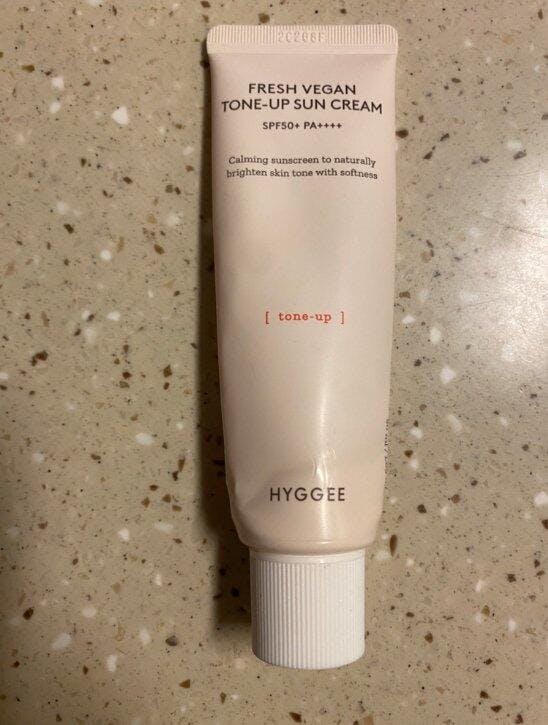 FRESH VEGAN
TONE-UP SUN CREAM
SPF50+ PA++++
Calming sunscreen to naturally
brighten skin tone with softness
[ tone-up ]
HYGGEE